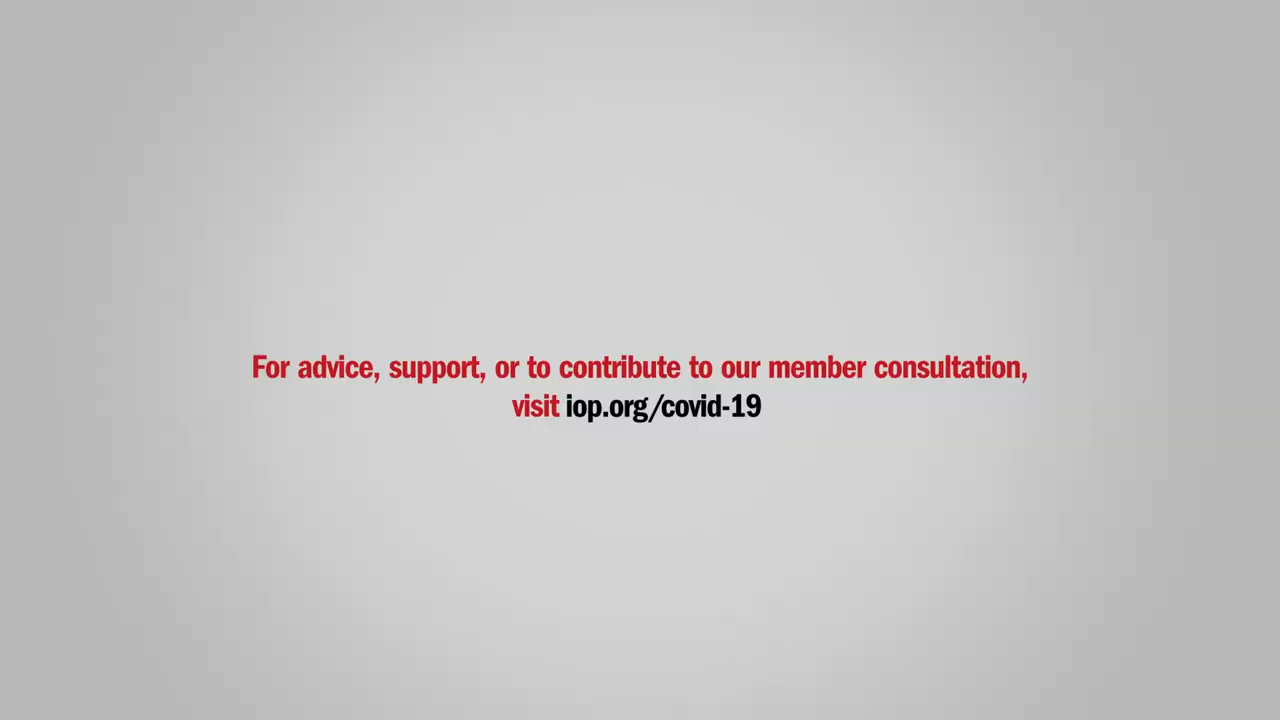 For advice, support, or to contribute to our member consultation,
visit iop.org/covid-19